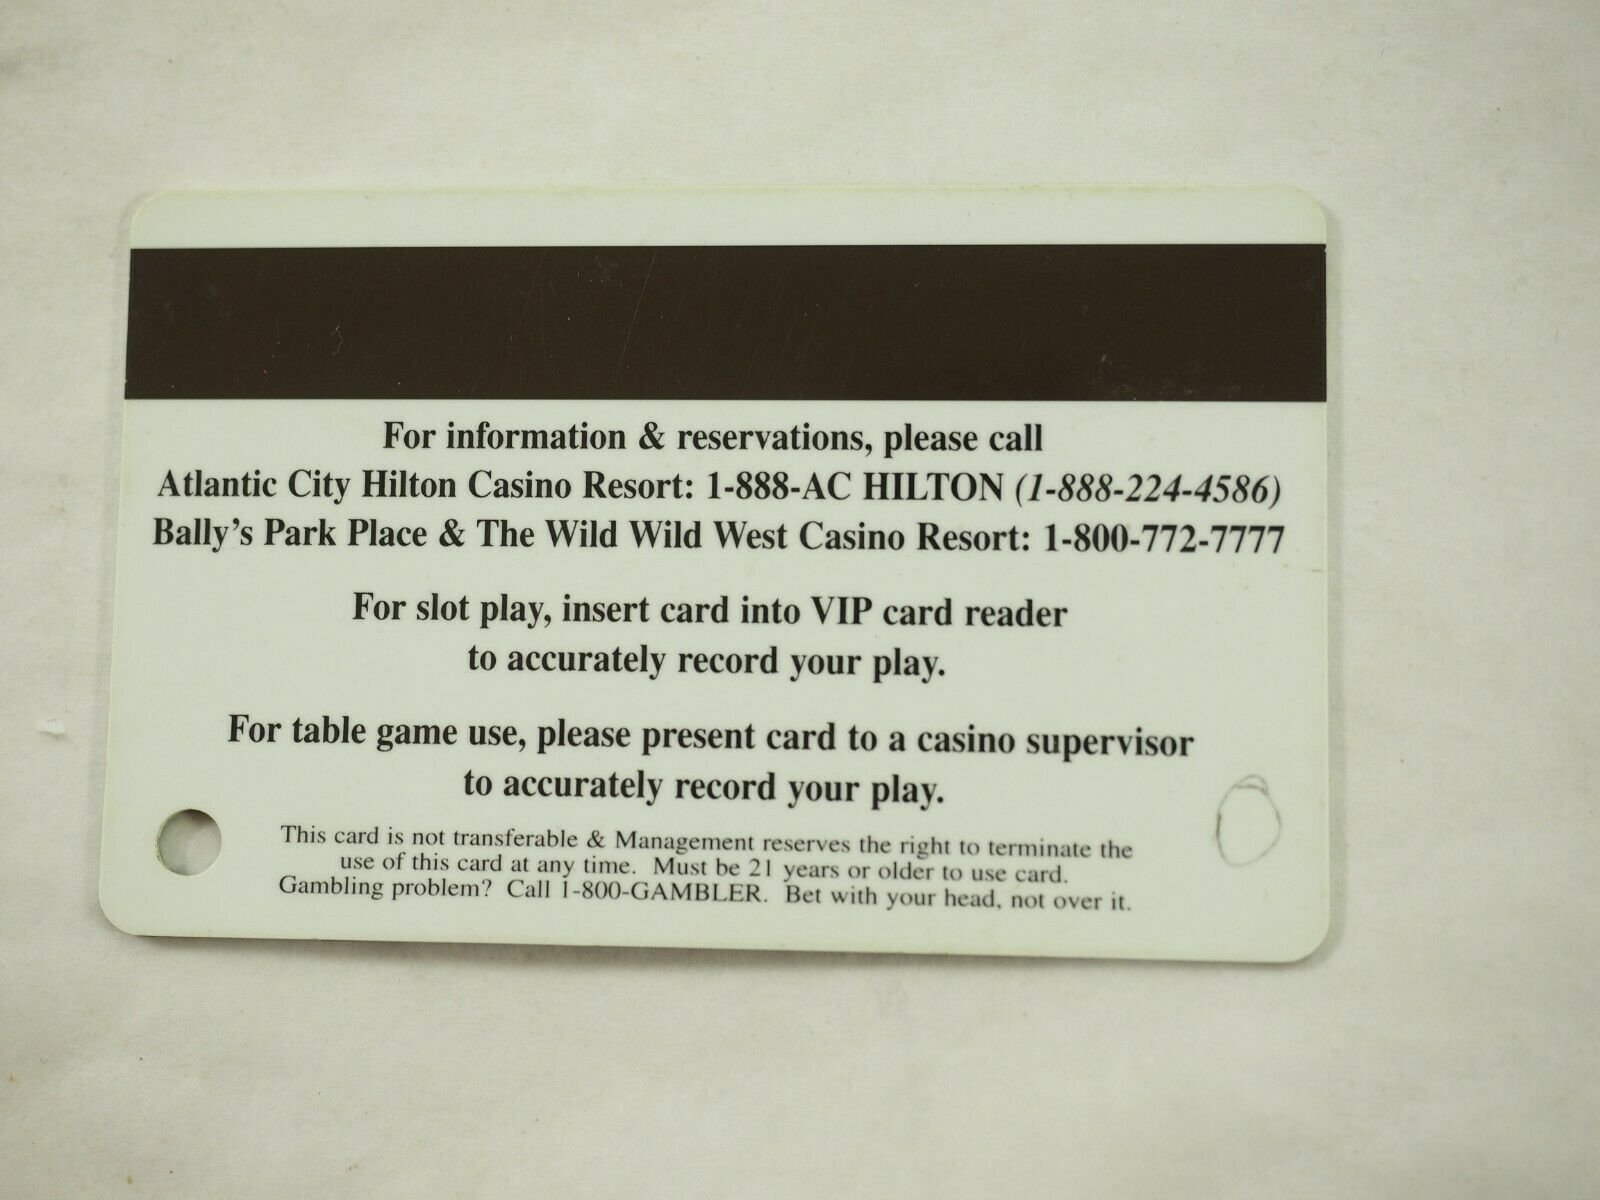 For information & reservations, please call
Atlantic City Hilton Casino Resort: 1-888-AC HILTON (1-888-224-4586)
Bally's Park Place & The Wild Wild West Casino Resort: 1-800-772-7777
For slot play, insert card into VIP card reader
to accurately record your play.
For table game use, please present card to a casino supervisor
to accurately record your play.
This card is not transferable & Management reserves the right to terminate the
use of this card at any time. Must be 21 years or older to use card.
Gambling problem? Call 1-800-GAMBLER. Bet with your head, not over it.